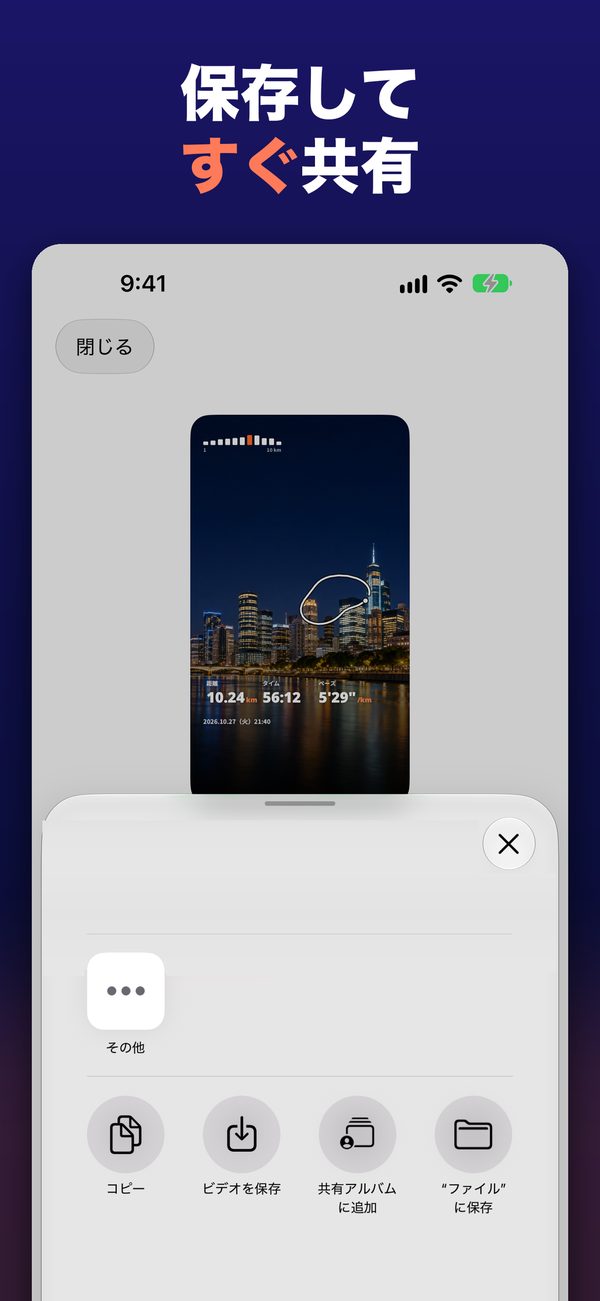 保存して
すぐ共有
9:41
閉じる
1 10 km
距離 タイム ペース
10.24 km 56:12 5'29" /km
2026.10.27（火）21:40
その他
コピー ビデオを保存 共有アルバム “ファイル”
に追加 に保存